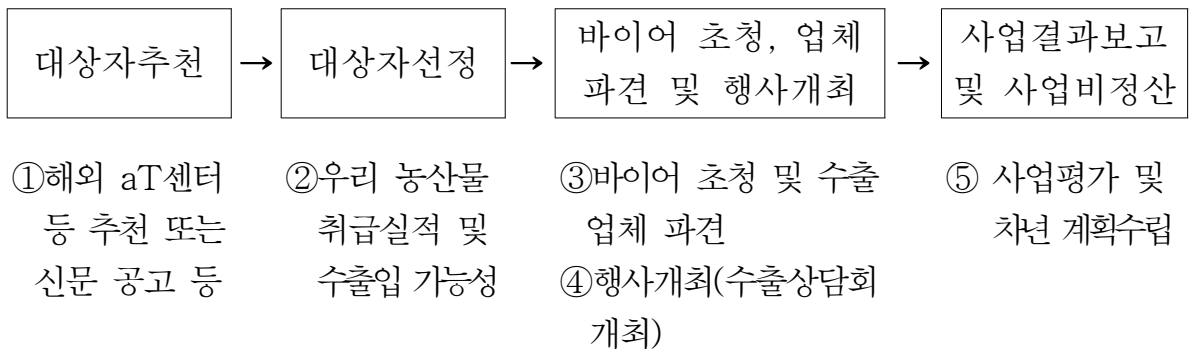 대상자추천 → 대상자선정 → 바이어 초청, 업체 파견 및 행사개최 → 사업결과보고 및 사업비정산
①해외 aT센터
등 추천 또는
신문 공고 등
②우리 농산물
취급실적 및
수출입 가능성
③바이어 초청 및 수출
업체 파견
④행사개최(수출상담회
개최)
⑤ 사업평가 및
차년 계획수립